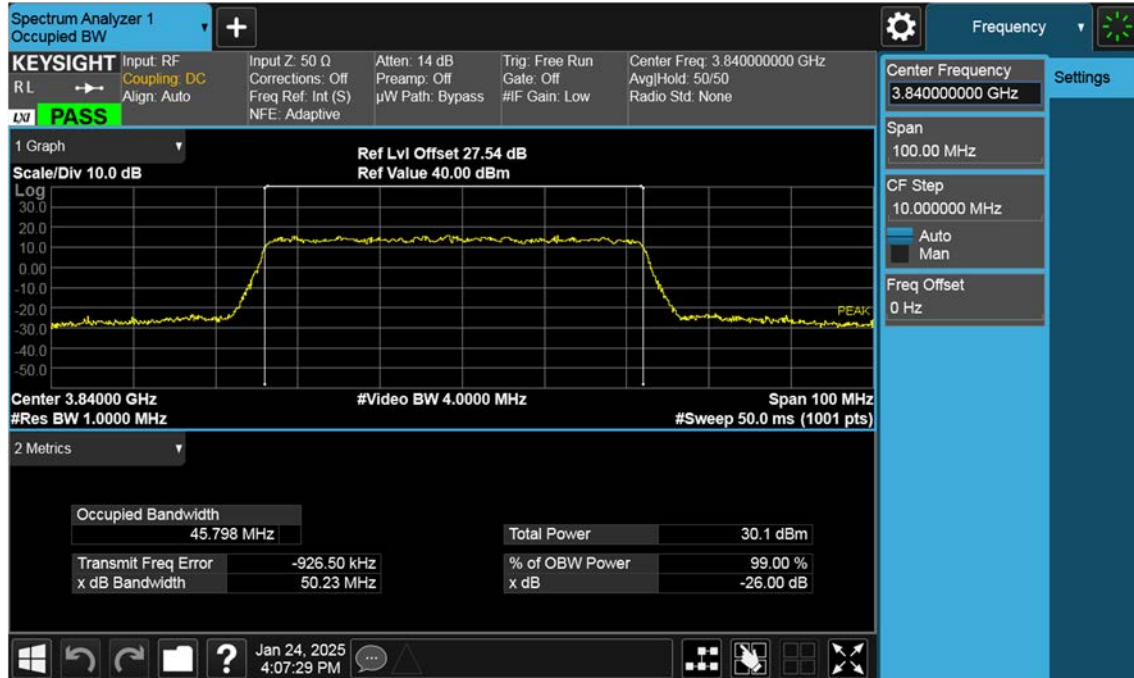 Spectrum Analyzer 1
Occupied BW
+
Frequency
KEYSIGHT
R L
LXI PASS
Input: RF
Coupling: DC
Align: Auto
Input Z: 50 Ω
Corrections: Off
Freq Ref: Int (S)
NFE: Adaptive
Atten: 14 dB
Preamp: Off
µW Path: Bypass
Trig: Free Run
Gate: Off
#IF Gain: Low
Center Freq: 3.840000000 GHz
Avg|Hold: 50/50
Radio Std: None
Center Frequency
3.840000000 GHz
Settings
Span
100.00 MHz
CF Step
10.000000 MHz
Auto
Man
Freq Offset
0 Hz
1 Graph
Scale/Div 10.0 dB
Ref Lvl Offset 27.54 dB
Ref Value 40.00 dBm
Log
30.0
20.0
10.0
0.00
-10.0
-20.0
-30.0
-40.0
-50.0
PEAK
Center 3.84000 GHz
#Res BW 1.0000 MHz
#Video BW 4.0000 MHz
Span 100 MHz
#Sweep 50.0 ms (1001 pts)
2 Metrics
Occupied Bandwidth
45.798 MHz
Transmit Freq Error -926.50 kHz
x dB Bandwidth 50.23 MHz
Total Power 30.1 dBm
% of OBW Power 99.00 %
x dB -26.00 dB
?
Jan 24, 2025
4:07:29 PM